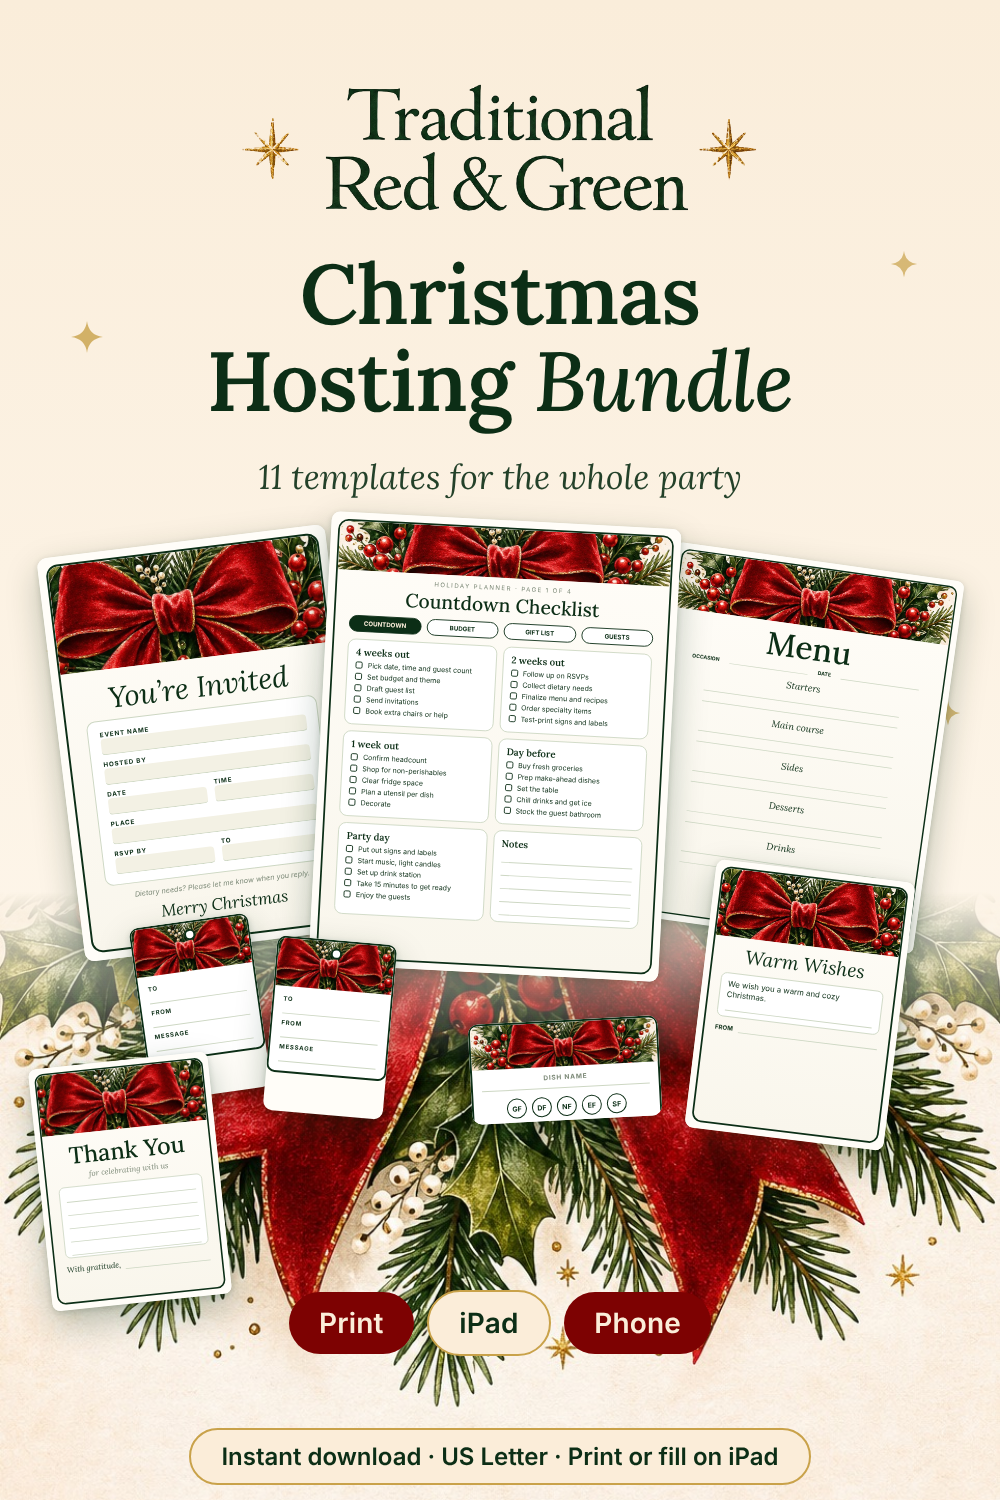 Traditional
Red & Green
Christmas
Hosting Bundle
11 templates for the whole party
You're Invited
EVENT NAME
HOSTED BY
DATE
TIME
PLACE
RSVP BY
TO
Dietary needs? Please let me know when you reply.
Merry Christmas
HOLIDAY PLANNER · PAGE 1 OF 4
Countdown Checklist
COUNTDOWN
BUDGET
GIFT LIST
GUESTS
4 weeks out
Pick date, time and guest count
Set budget and theme
Draft guest list
Send invitations
Book extra chairs or help
2 weeks out
Follow up on RSVPs
Collect dietary needs
Finalize menu and recipes
Order specialty items
Test-print signs and labels
1 week out
Confirm headcount
Shop for non-perishables
Clear fridge space
Plan a utensil per dish
Decorate
Day before
Buy fresh groceries
Prep make-ahead dishes
Set the table
Chill drinks and get ice
Stock the guest bathroom
Party day
Put out signs and labels
Start music, light candles
Set up drink station
Take 15 minutes to get ready
Enjoy the guests
Notes
Menu
OCCASION
DATE
Starters
Main course
Sides
Desserts
Drinks
TO
FROM
MESSAGE
TO
FROM
MESSAGE
DISH NAME
GF DF NF EF SF
Warm Wishes
We wish you a warm and cozy
Christmas.
FROM
Thank You
for celebrating with us
With gratitude,
Print
iPad
Phone
Instant download · US Letter · Print or fill on iPad